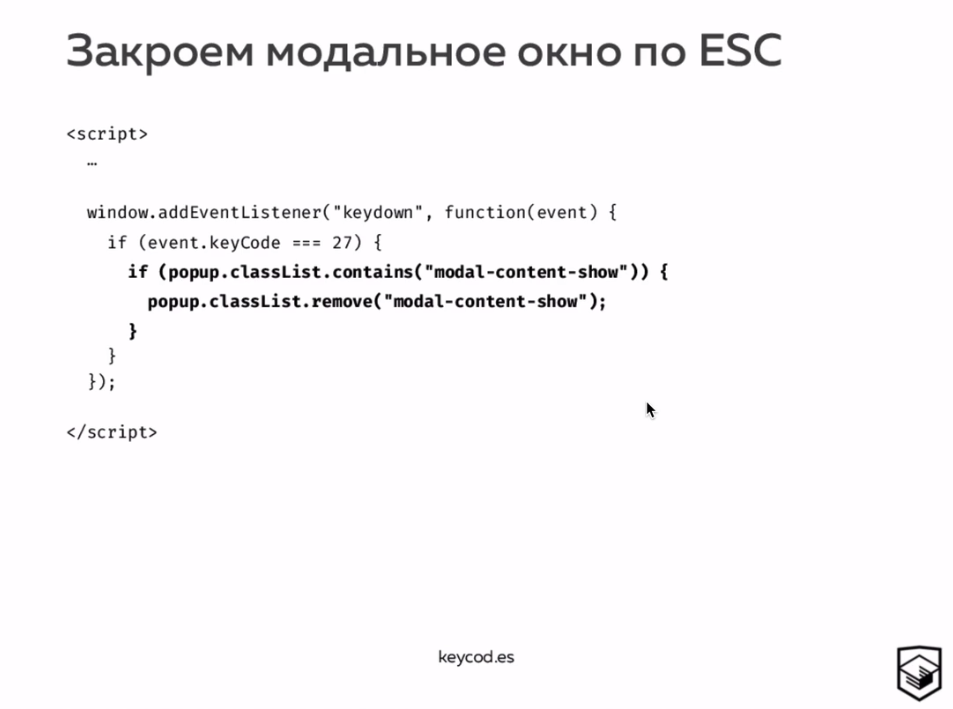 Закроем модальное окно по ESC
<script>
…
window.addEventListener("keydown", function(event) {
if (event.keyCode === 27) {
if (popup.classList.contains("modal-content-show")) {
popup.classList.remove("modal-content-show");
}
}
});
</script>
keycod.es